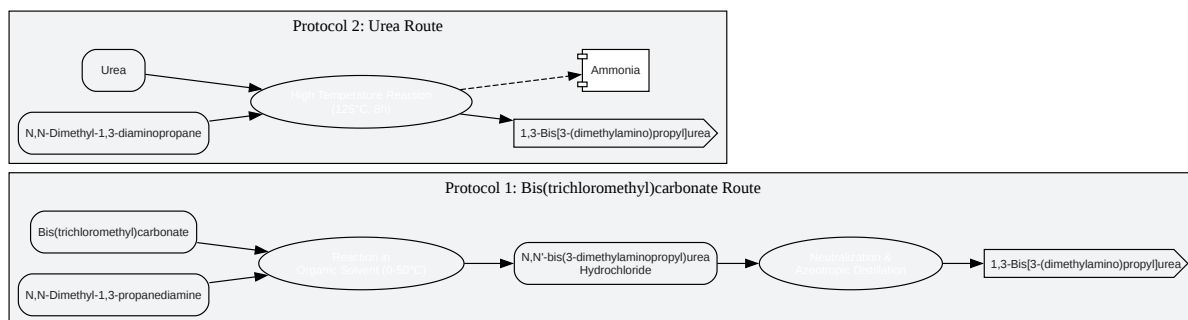 Protocol 2: Urea Route
Urea
N,N-Dimethyl-1,3-diaminopropane
High Temperature Reaction
(125°C, 8h)
Ammonia
1,3-Bis[3-(dimethylamino)propyl]urea
Protocol 1: Bis(trichloromethyl)carbonate Route
Bis(trichloromethyl)carbonate
N,N-Dimethyl-1,3-propanediamine
Reaction in
Organic Solvent (0-50°C)
N,N'-bis(3-dimethylaminopropyl)urea
Hydrochloride
Neutralization &
Azeotropic Distillation
1,3-Bis[3-(dimethylamino)propyl]urea